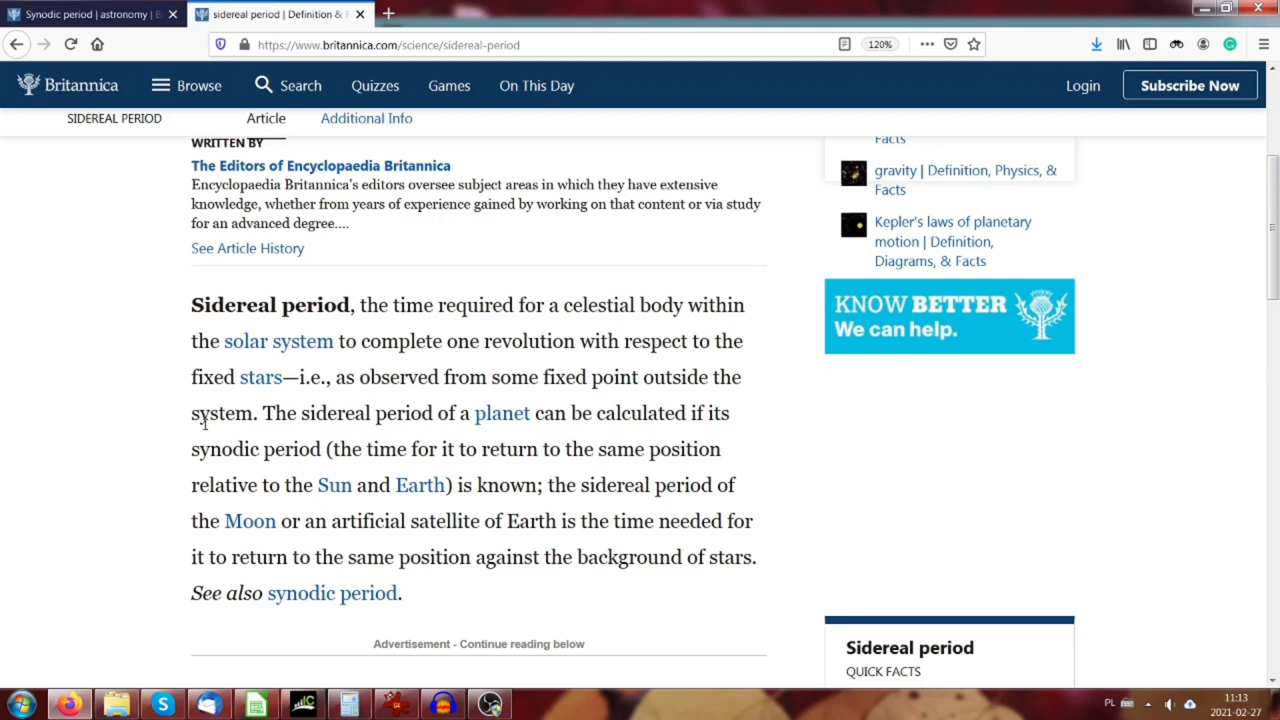 Synodic period | astronomy | B
sidereal period | Definition & F
https://www.britannica.com/science/sidereal-period
120%
Britannica
Browse
Search
Quizzes
Games
On This Day
Login
Subscribe Now
SIDEREAL PERIOD
Article
Additional Info
WRITTEN BY
The Editors of Encyclopaedia Britannica
Encyclopaedia Britannica's editors oversee subject areas in which they have extensive
knowledge, whether from years of experience gained by working on that content or via study
for an advanced degree....
See Article History
Sidereal period, the time required for a celestial body within
the solar system to complete one revolution with respect to the
fixed stars—i.e., as observed from some fixed point outside the
system. The sidereal period of a planet can be calculated if its
synodic period (the time for it to return to the same position
relative to the Sun and Earth) is known; the sidereal period of
the Moon or an artificial satellite of Earth is the time needed for
it to return to the same position against the background of stars.
See also synodic period.
Advertisement - Continue reading below
Facts
gravity | Definition, Physics, &
Facts
Kepler's laws of planetary
motion | Definition,
Diagrams, & Facts
KNOW BETTER
We can help.
Sidereal period
QUICK FACTS
PL
11:13
2021-02-27